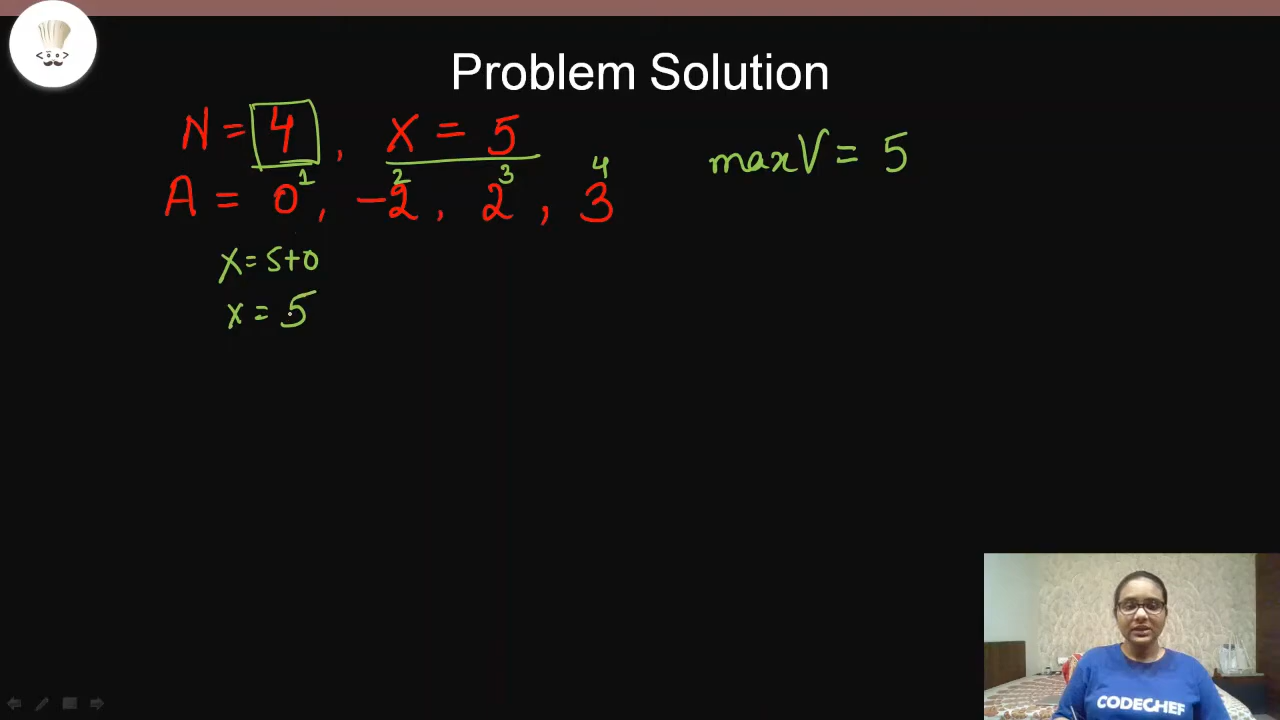 Problem Solution
N = 4, X = 5
maxV = 5
1 2 3 4
A = 0, -2, 2, 3
X = 5+0
x = 5
CODECHEF